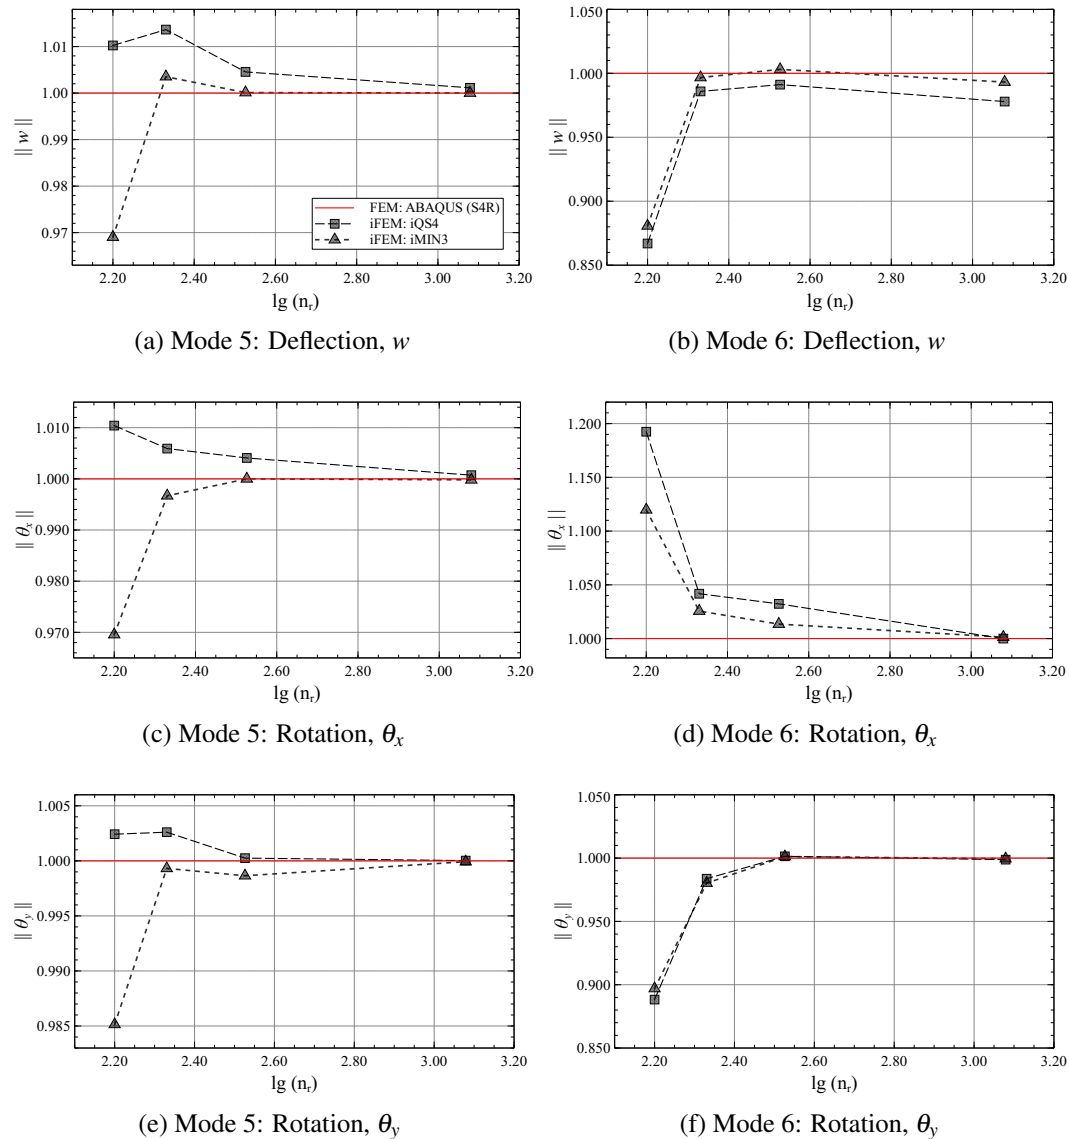 1.01
1.00
0.99
0.98
0.97
|| w ||
FEM: ABAQUS (S4R)
iFEM: iQS4
iFEM: iMIN3
2.20 2.40 2.60 2.80 3.00 3.20
lg (nr)
(a) Mode 5: Deflection, w
1.050
1.000
0.950
0.900
0.850
|| w ||
2.20 2.40 2.60 2.80 3.00 3.20
lg (nr)
(b) Mode 6: Deflection, w
1.010
1.000
0.990
0.980
0.970
|| θx ||
2.20 2.40 2.60 2.80 3.00 3.20
lg (nr)
(c) Mode 5: Rotation, θx
1.200
1.150
1.100
1.050
1.000
|| θx ||
2.20 2.40 2.60 2.80 3.00 3.20
lg (nr)
(d) Mode 6: Rotation, θx
1.005
1.000
0.995
0.990
0.985
|| θy ||
2.20 2.40 2.60 2.80 3.00 3.20
lg (nr)
(e) Mode 5: Rotation, θy
1.050
1.000
0.950
0.900
0.850
|| θy ||
2.20 2.40 2.60 2.80 3.00 3.20
lg (nr)
(f) Mode 6: Rotation, θy